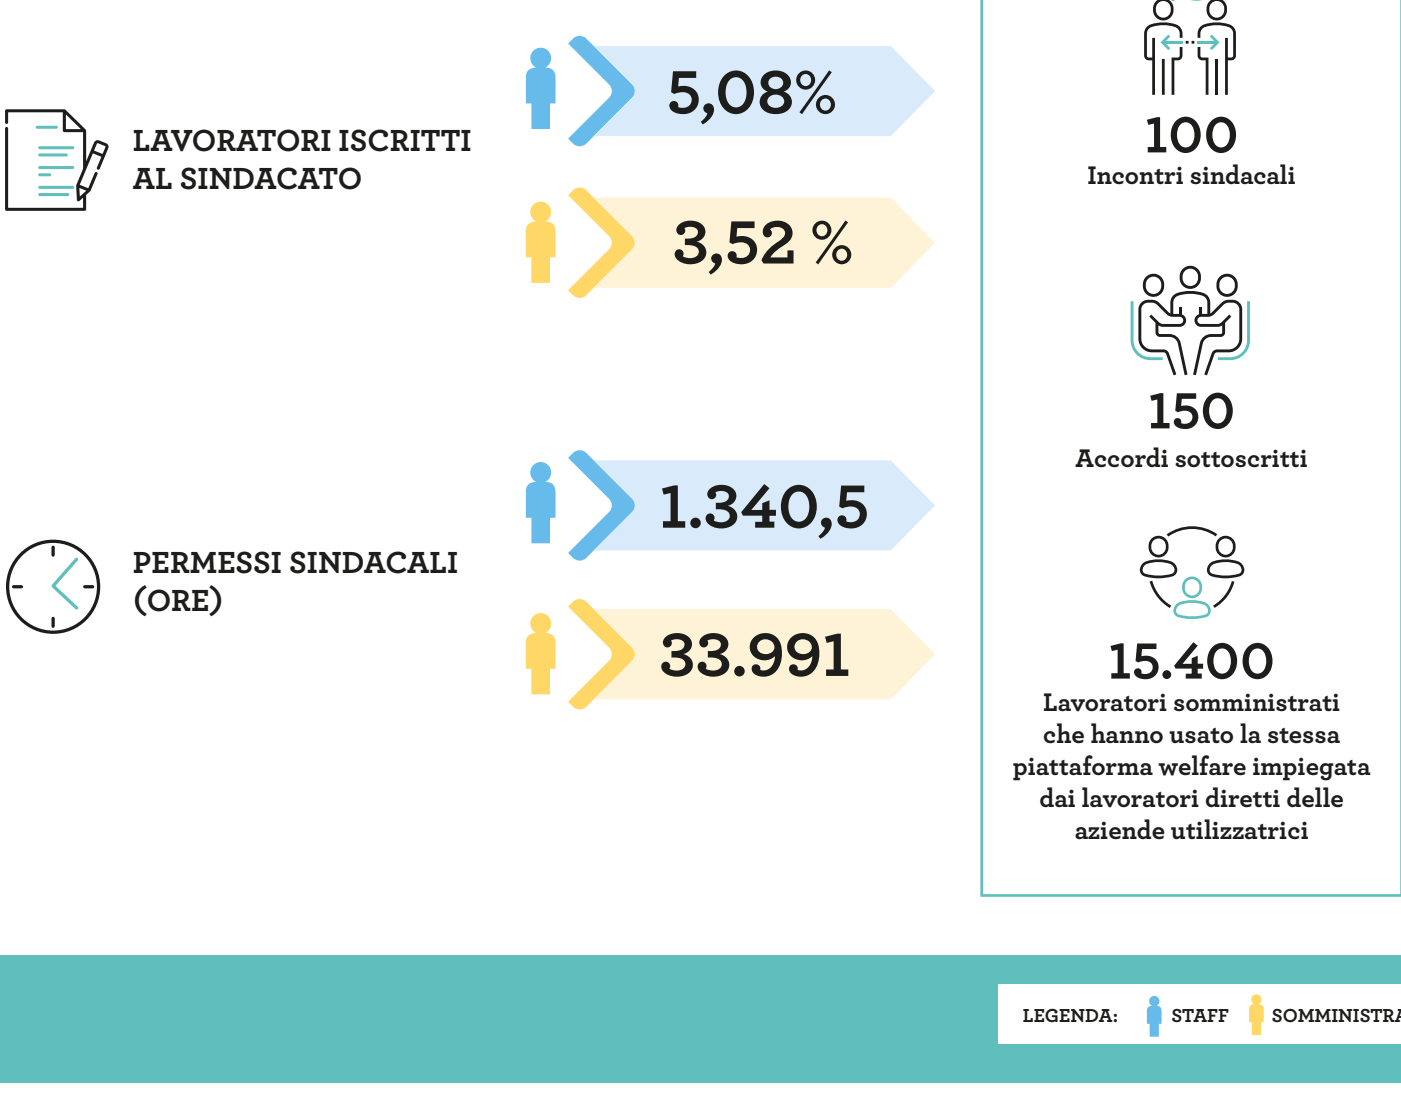 LAVORATORI ISCRITTI
AL SINDACATO
5,08%
3,52 %
PERMESSI SINDACALI
(ORE)
1.340,5
33.991
100
Incontri sindacali
150
Accordi sottoscritti
15.400
Lavoratori somministrati
che hanno usato la stessa
piattaforma welfare impiegata
dai lavoratori diretti delle
aziende utilizzatrici
LEGENDA: STAFF SOMMINISTRA